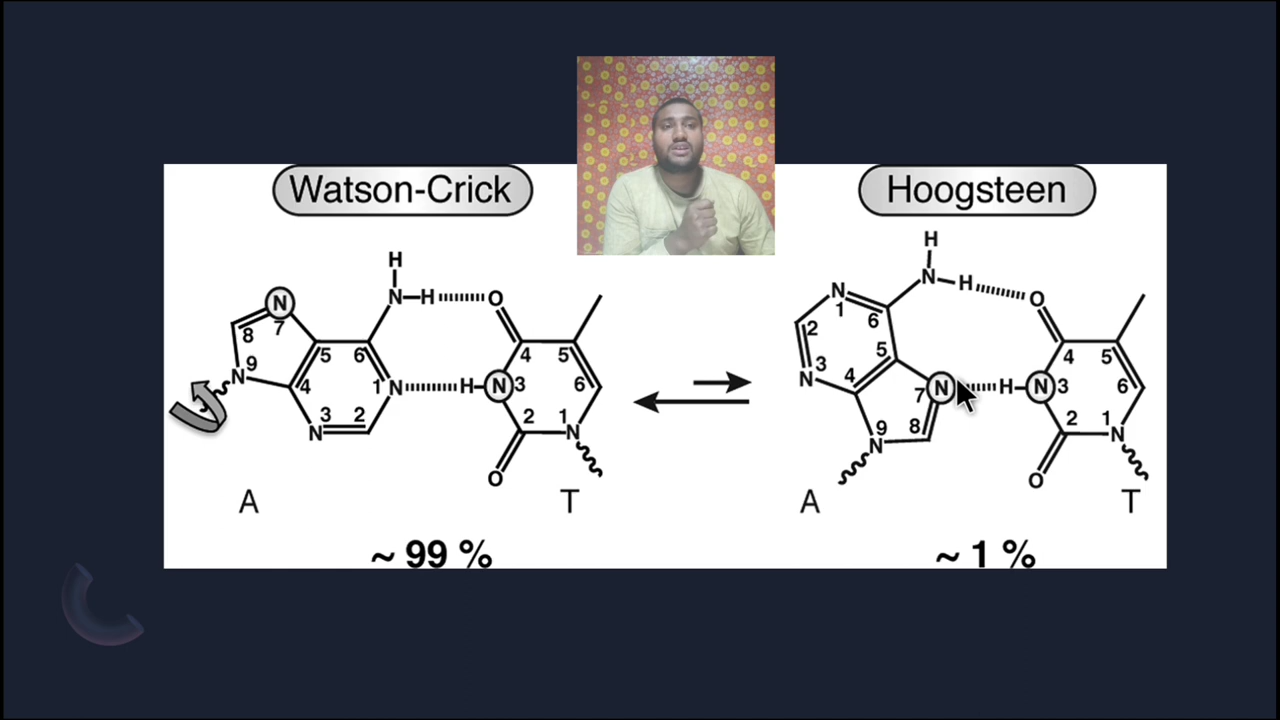 Watson-Crick
Hoogsteen
H
N H O
N
7
8
9
N
5
6
4
1
N
H
N
3
4
5
6
3
2
N
2
1
N
O
A
T
~ 99 %
H
N
H
O
N
1
6
2
5
4
5
N
3
4
7
N
H
N
3
6
9
8
2
1
N
N
O
A
T
~ 1 %